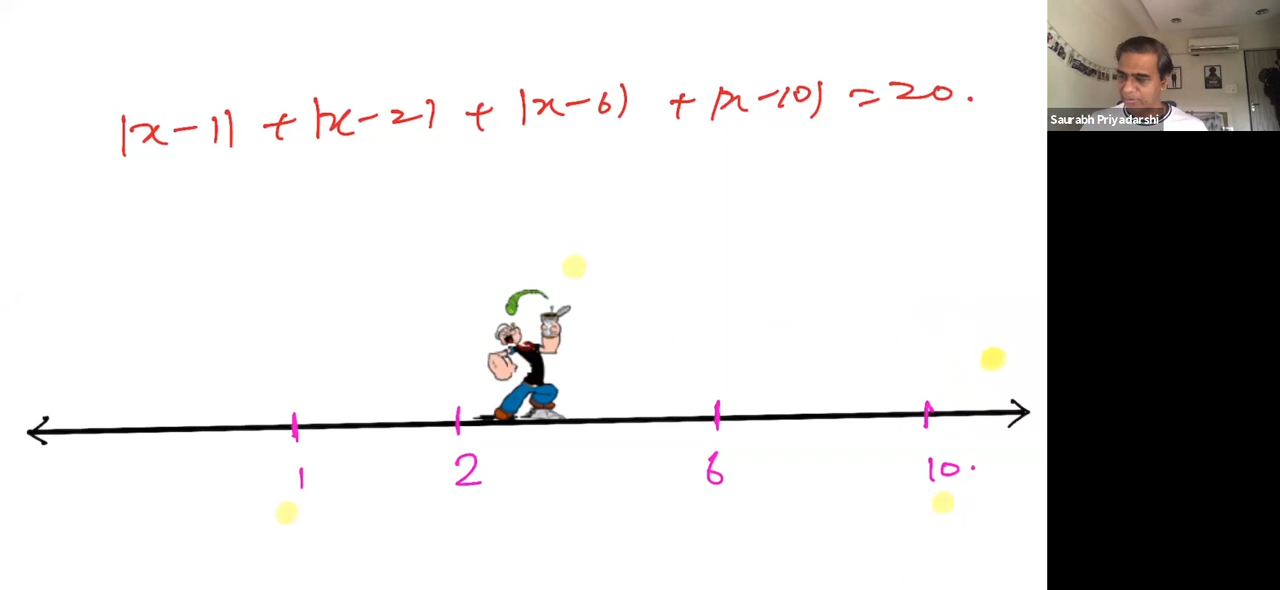 |x-1| + |x-2| + |x-6| + |x-10| = 20.
Saurabh Priyadarshi
1 2 6 10.